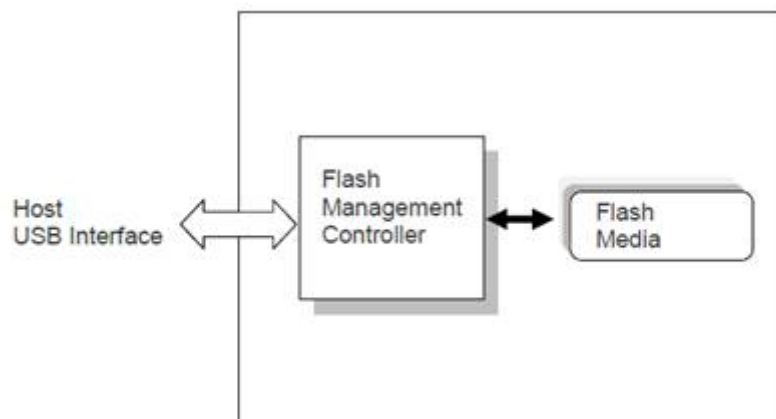 Host
USB Interface
Flash
Management
Controller
Flash
Media